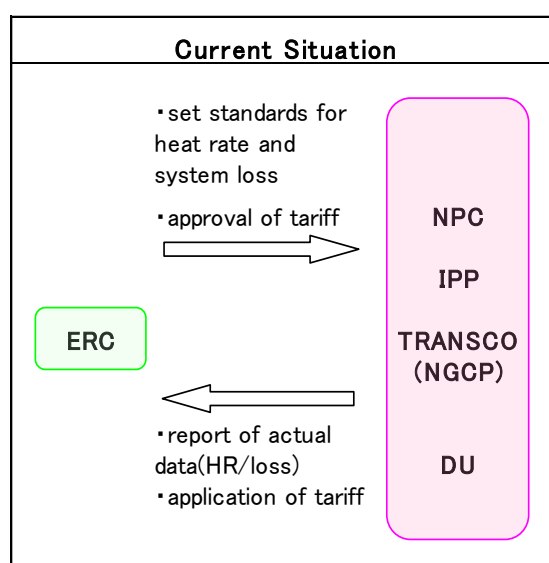 Current Situation
・set standards for
heat rate and
system loss
・approval of tariff
NPC
IPP
ERC
TRANSCO
(NGCP)
・report of actual
data(HR/loss)
・application of tariff
DU